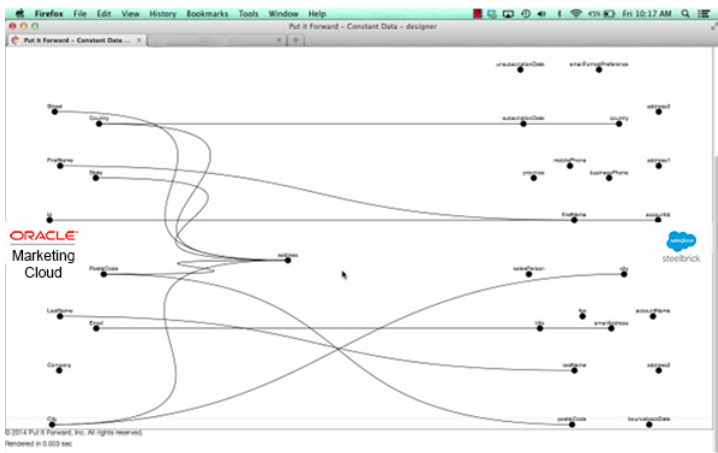 Firefox File Edit View History Bookmarks Tools Window Help 45% Fri 10:17 AM
Put it Forward - Constant Data - designer
Put it Forward - Constant Data ... ×
unsubscriptionDate emailFormatPreference
Street address3
Country subscriptionDate country
FirstName mobilePhone address1
State province businessPhone
Id firstName accountId
ORACLE
Marketing
Cloud
address
salesforce
steelbrick
PostalCode salesPerson city
LastName fax accountName
Email title emailAddress
Company lastName address2
City postalCode bouncebackDate
© 2014 Put It Forward, Inc. All rights reserved.
Rendered in 0.003 sec